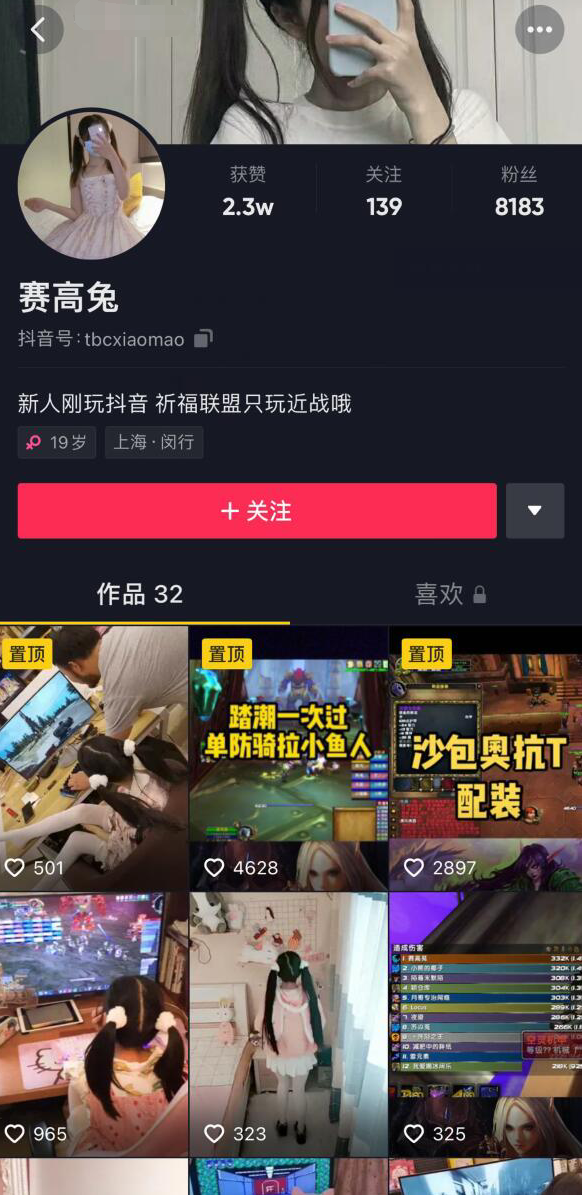 获赞 关注 粉丝
2.3w 139 8183
赛高兔
抖音号:tbcxiaomao
新人刚玩抖音 祈福联盟只玩近战哦
19岁 上海·闵行
+关注
作品 32 喜欢
置顶 置顶 置顶
踏潮一次过
单防骑拉小鱼人
沙包奥抗T
配装
501 4628 2897
造成伤害
1. 赛高兔
965 323 325